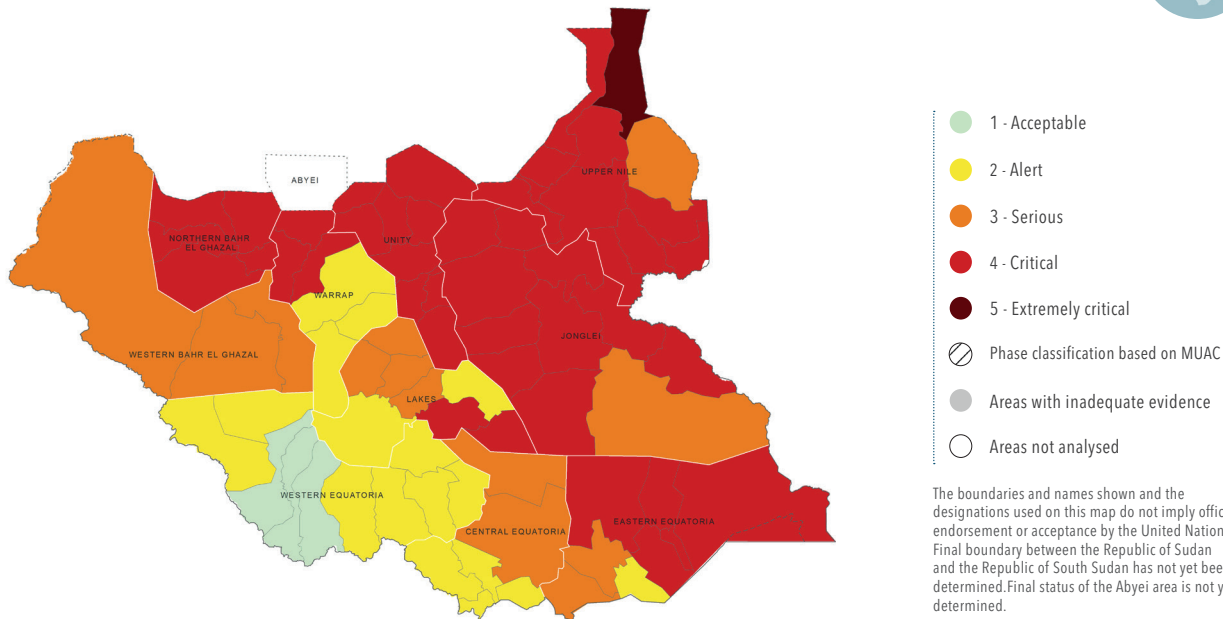 ABYEI
UPPER NILE
NORTHERN BAHR
EL GHAZAL
UNITY
WARRAP
JONGLEI
WESTERN BAHR EL GHAZAL
LAKES
WESTERN EQUATORIA
CENTRAL EQUATORIA
EASTERN EQUATORIA
1 - Acceptable
2 - Alert
3 - Serious
4 - Critical
5 - Extremely critical
Phase classification based on MUAC
Areas with inadequate evidence
Areas not analysed
The boundaries and names shown and the
designations used on this map do not imply offic
endorsement or acceptance by the United Nation
Final boundary between the Republic of Sudan
and the Republic of South Sudan has not yet bee
determined.Final status of the Abyei area is not y
determined.